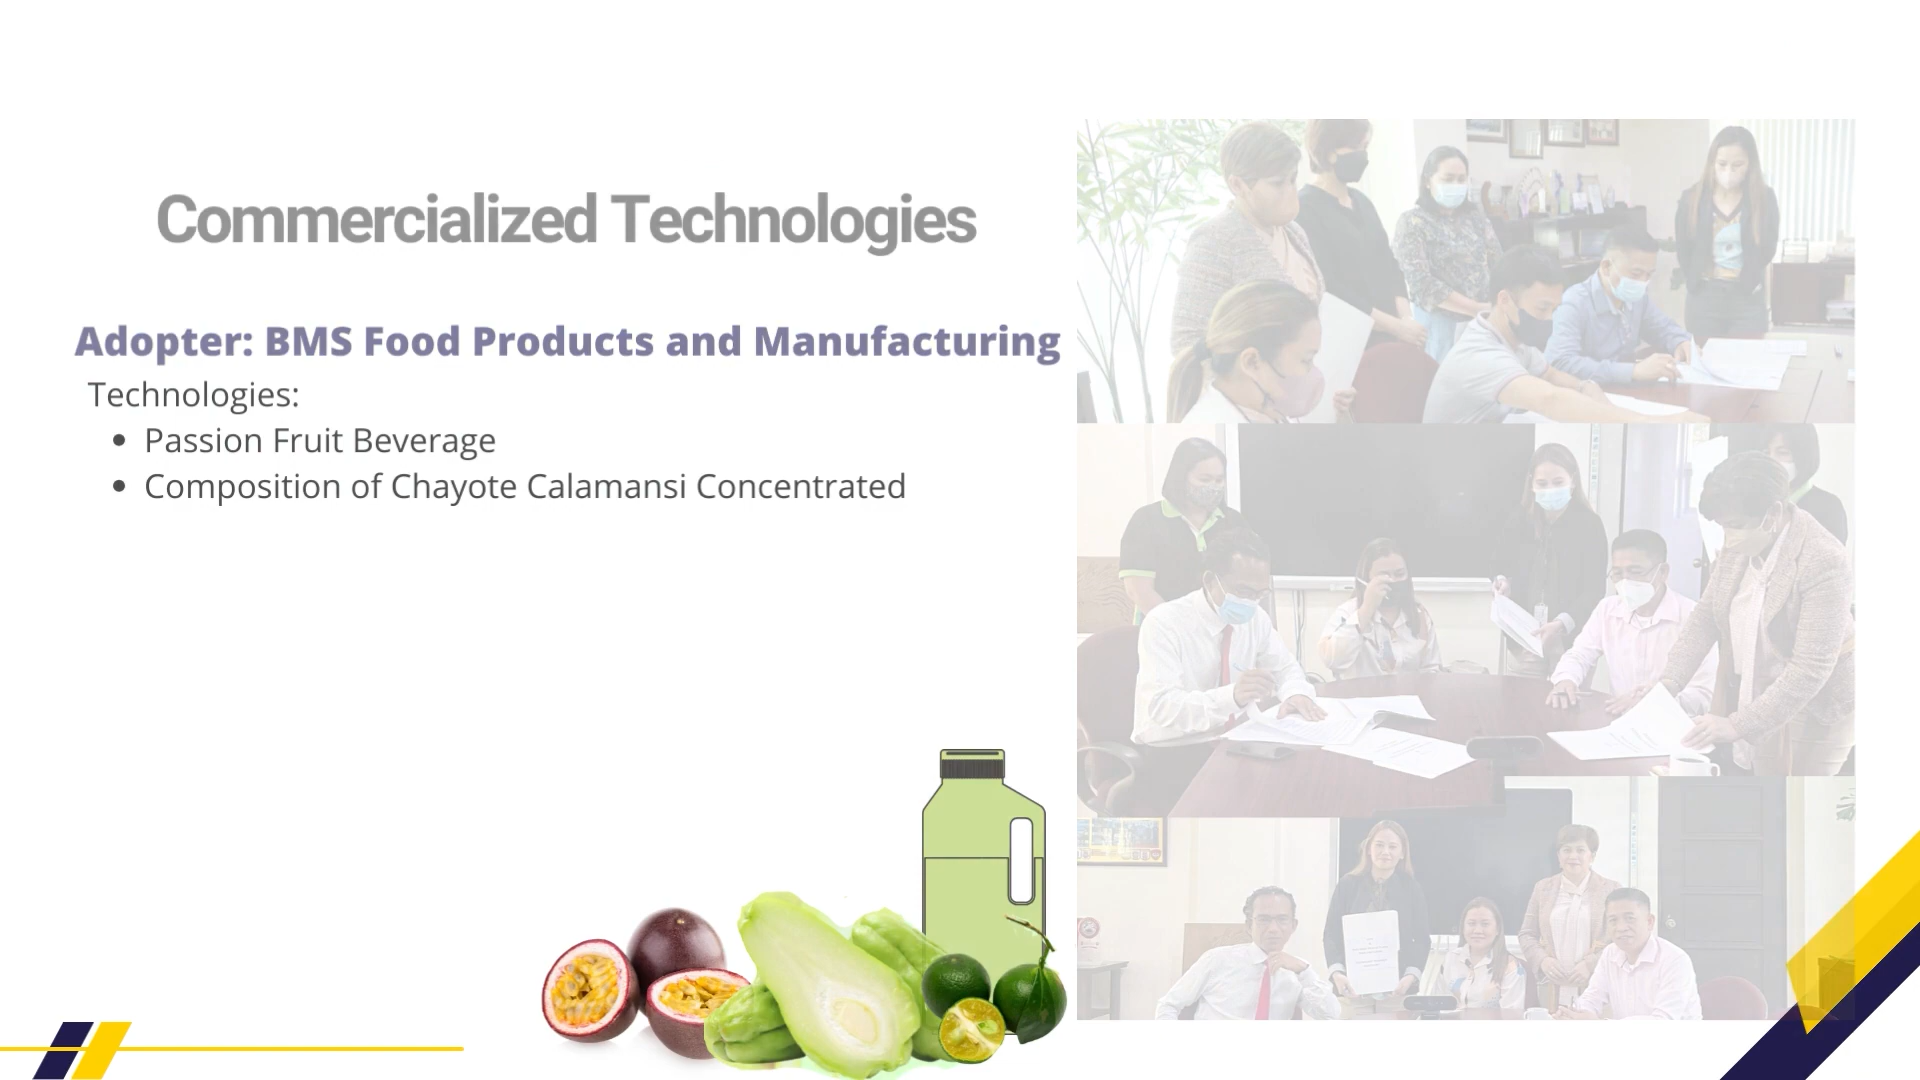 Commercialized Technologies
Adopter: BMS Food Products and Manufacturing
Technologies:
Passion Fruit Beverage
Composition of Chayote Calamansi Concentrated